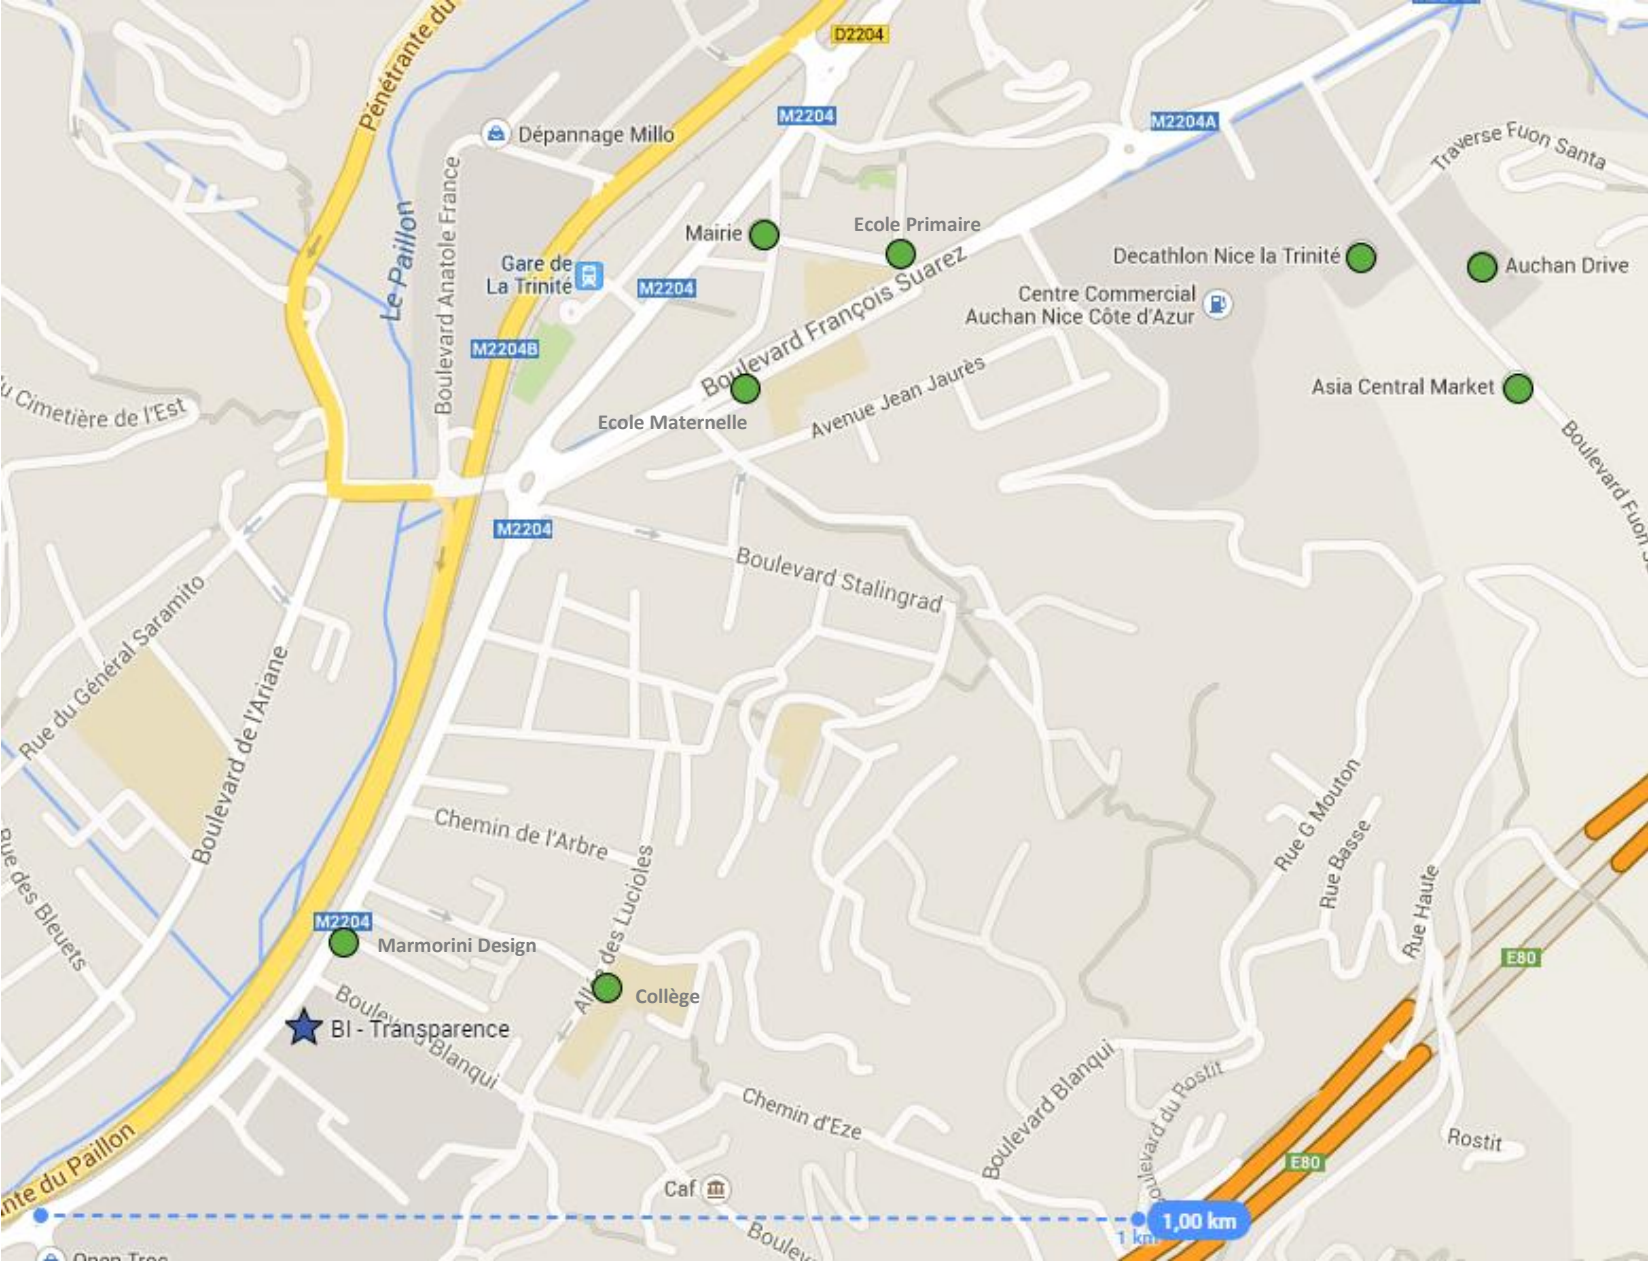 Pénétrante du
D2204
M2204
M2204A
Dépannage Millo
Traverse Fuon Santa
Le Paillon
Boulevard Anatole France
Mairie
Ecole Primaire
Gare de
La Trinité
M2204
Decathlon Nice la Trinité
Auchan Drive
Centre Commercial
Auchan Nice Côte d'Azur
M2204B
Boulevard François Suarez
Avenue Jean Jaurès
Asia Central Market
u Cimetière de l'Est
Ecole Maternelle
Boulevard Fuon
M2204
Boulevard Stalingrad
Rue du Général Saramito
Boulevard de l'Ariane
Rue des Bleuets
Chemin de l'Arbre
Allée des Lucioles
Rue G Mouton
Rue Basse
Rue Haute
M2204
Marmorini Design
E80
Collège
BI - Transparence
Boulevard Blanqui
Chemin d'Eze
Boulevard Blanqui
Boulevard du Rostit
Rostit
E80
nte du Paillon
Caf
1,00 km
1 km
Boulev